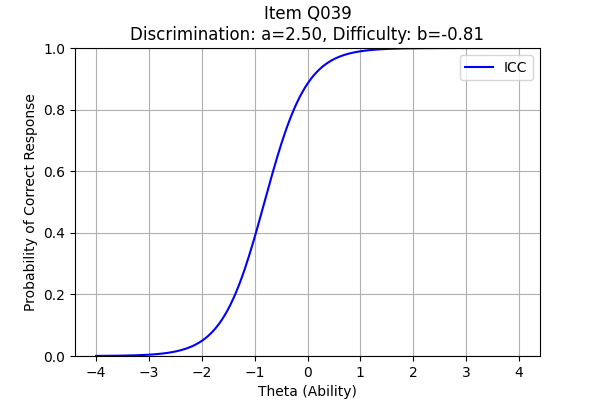 Item Q039
Discrimination: a=2.50, Difficulty: b=-0.81
ICC
Probability of Correct Response
1.0
0.8
0.6
0.4
0.2
0.0
−4 −3 −2 −1 0 1 2 3 4
Theta (Ability)